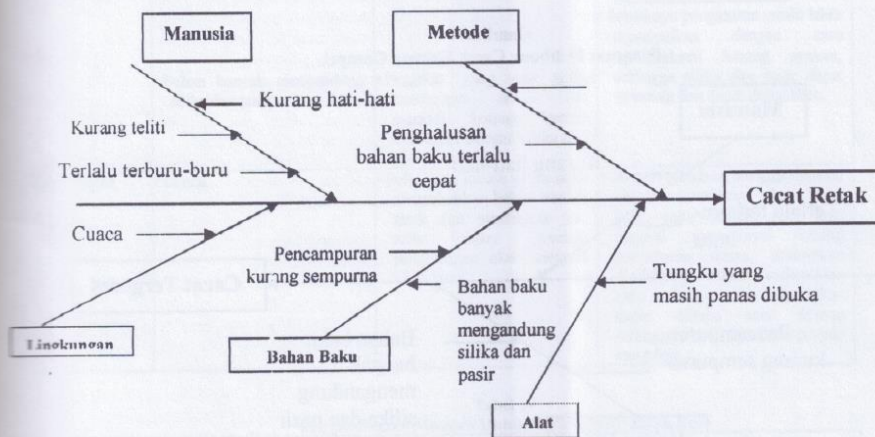 Manusia
Metode
Kurang hati-hati
Kurang teliti
Terlalu terburu-buru
Penghalusan
bahan baku terlalu
cepat
Cacat Retak
Cuaca
Pencampuran
kurang sempurna
Bahan baku
banyak
mengandung
silika dan
pasir
Tungku yang
masih panas dibuka
Lingkungan
Bahan Baku
Alat